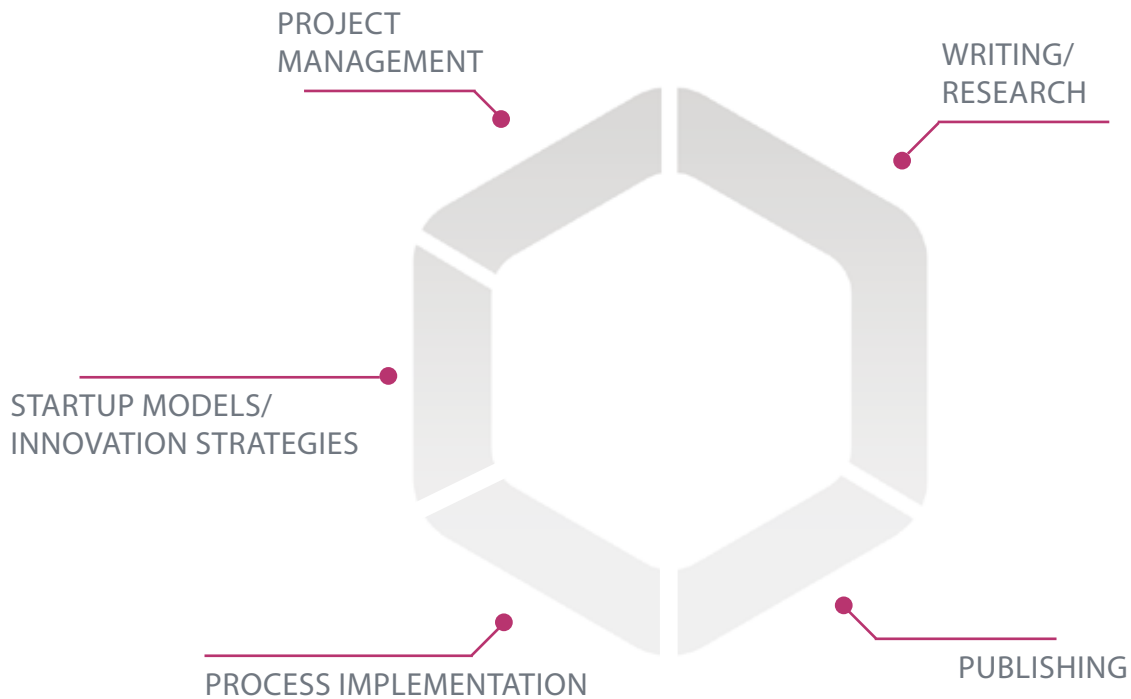 PROJECT
MANAGEMENT
WRITING/
RESEARCH
STARTUP MODELS/
INNOVATION STRATEGIES
PROCESS IMPLEMENTATION
PUBLISHING